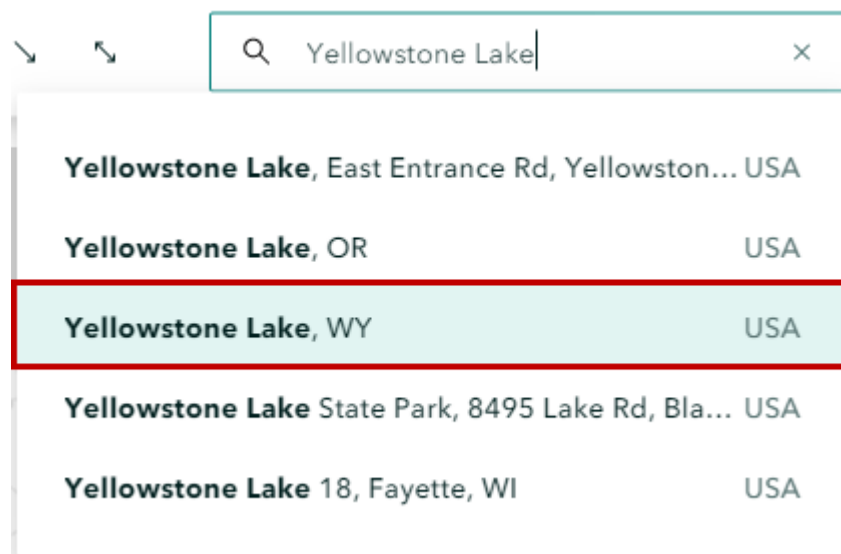 Yellowstone Lake
Yellowstone Lake, East Entrance Rd, Yellowston... USA
Yellowstone Lake, OR USA
Yellowstone Lake, WY USA
Yellowstone Lake State Park, 8495 Lake Rd, Bla... USA
Yellowstone Lake 18, Fayette, WI USA